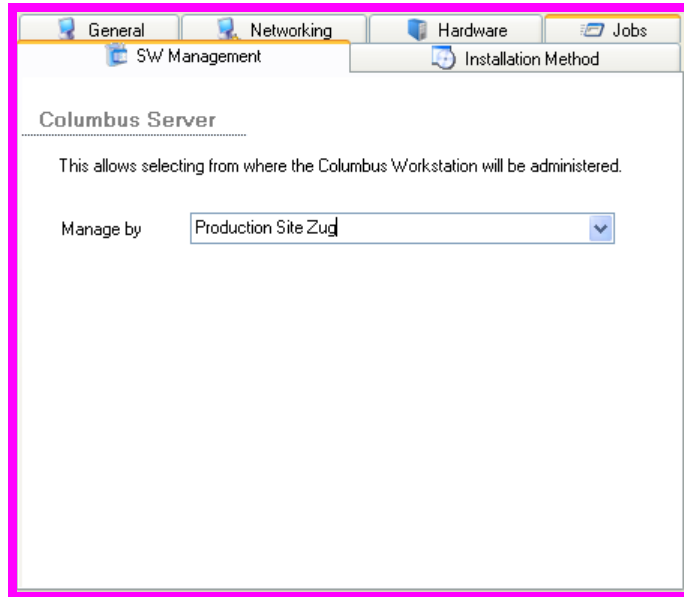 General
Networking
Hardware
Jobs
SW Management
Installation Method
Columbus Server
This allows selecting from where the Columbus Workstation will be administered.
Manage by
Production Site Zug